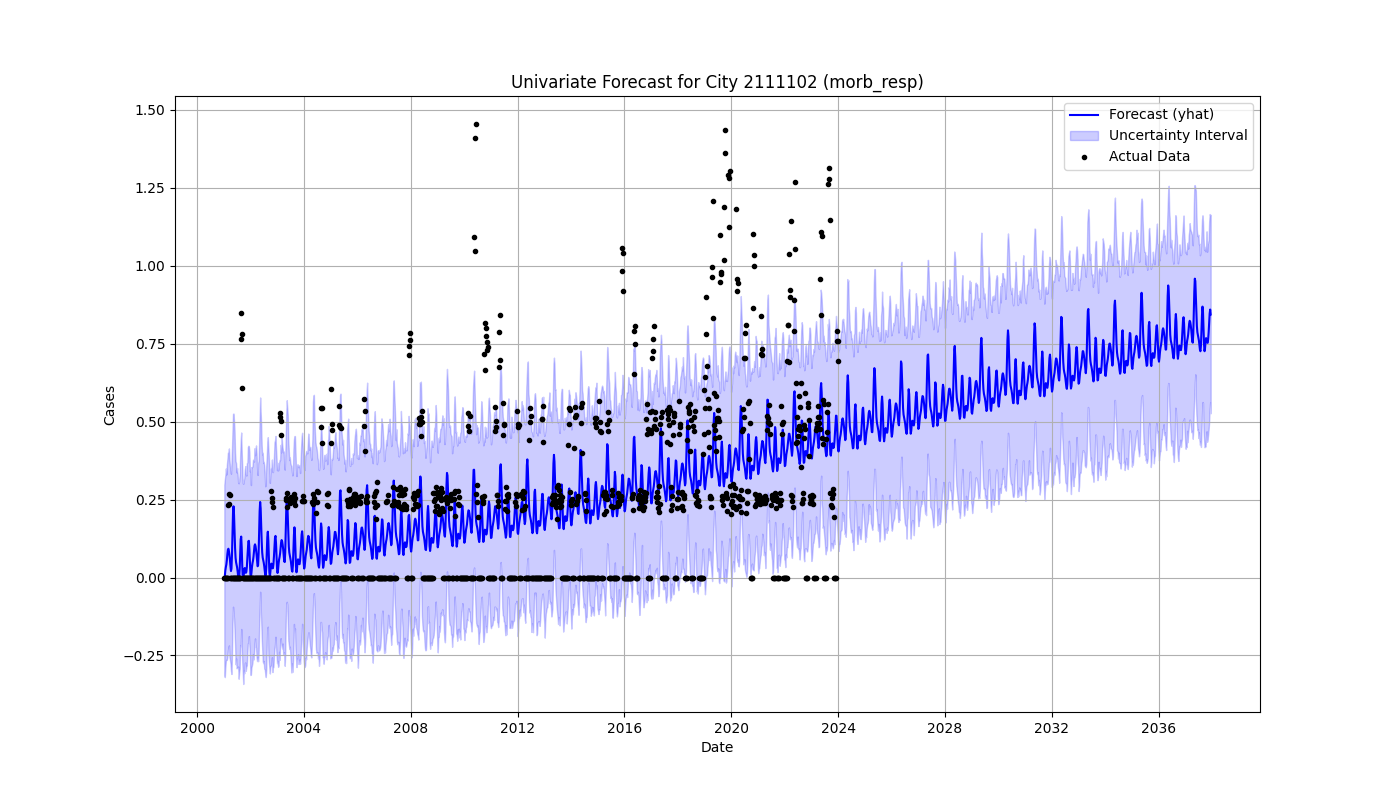 Univariate Forecast for City 2111102 (morb_resp)
Forecast (yhat)
Uncertainty Interval
Actual Data
1.50
1.25
1.00
0.75
0.50
0.25
0.00
−0.25
Cases
2000 2004 2008 2012 2016 2020 2024 2028 2032 2036
Date